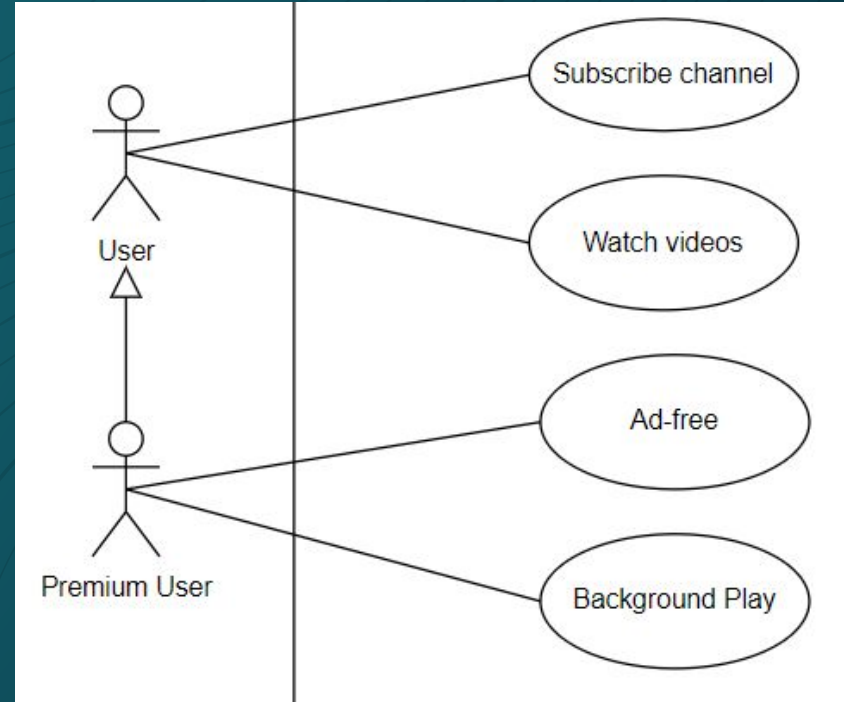 Subscribe channel
User
Watch videos
Ad-free
Premium User
Background Play